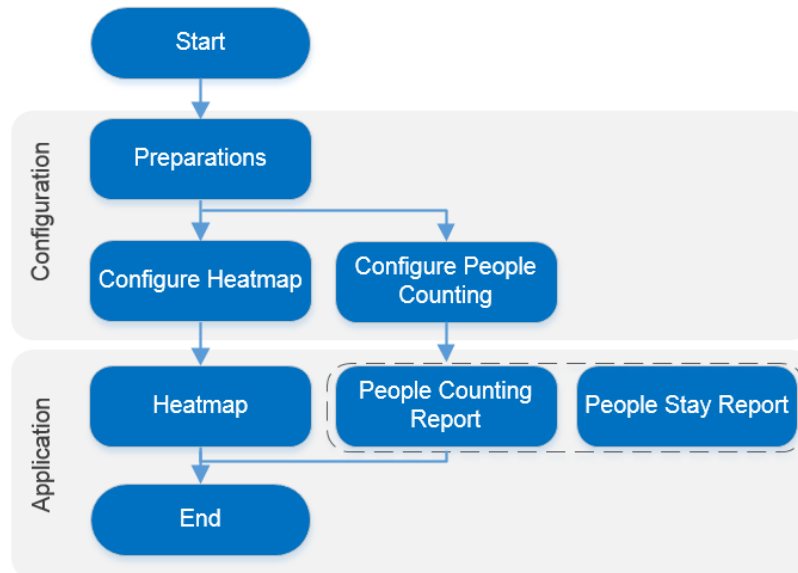 Start
Configuration
Preparations
Configure Heatmap
Configure People
Counting
Application
Heatmap
People Counting
Report
People Stay Report
End